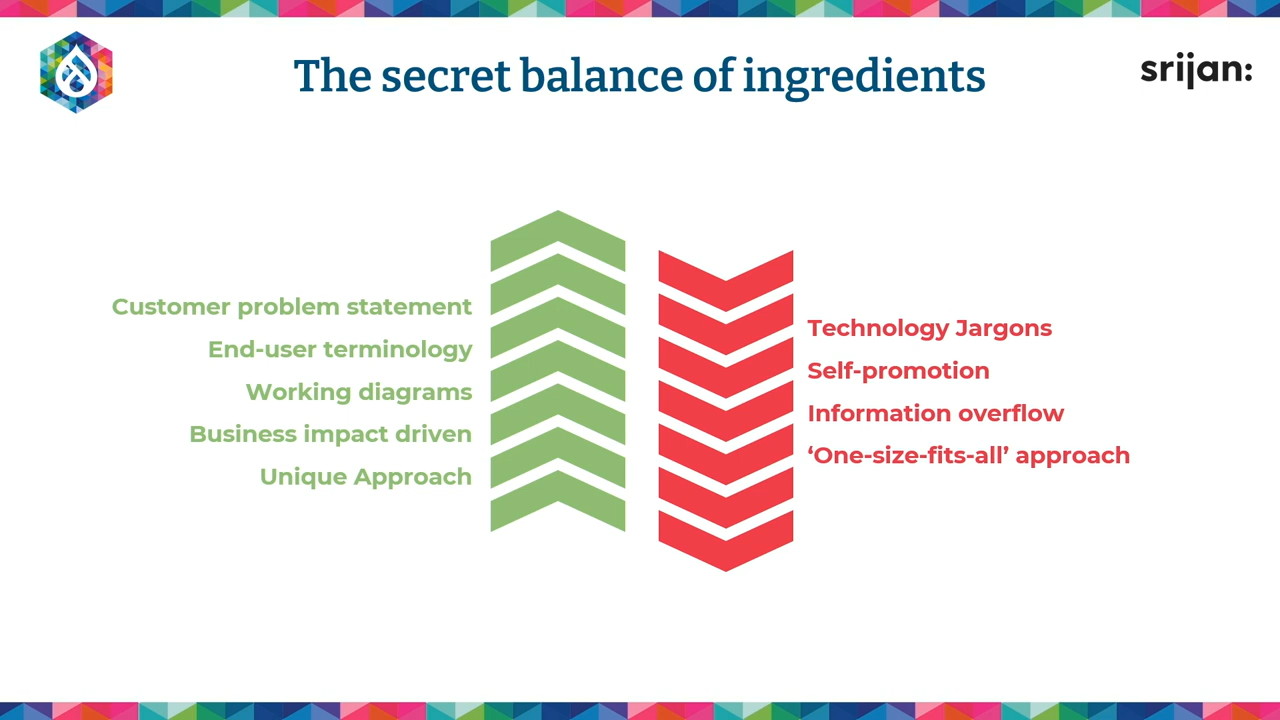 The secret balance of ingredients
srijan:
Customer problem statement
End-user terminology
Working diagrams
Business impact driven
Unique Approach
Technology Jargons
Self-promotion
Information overflow
‘One-size-fits-all’ approach